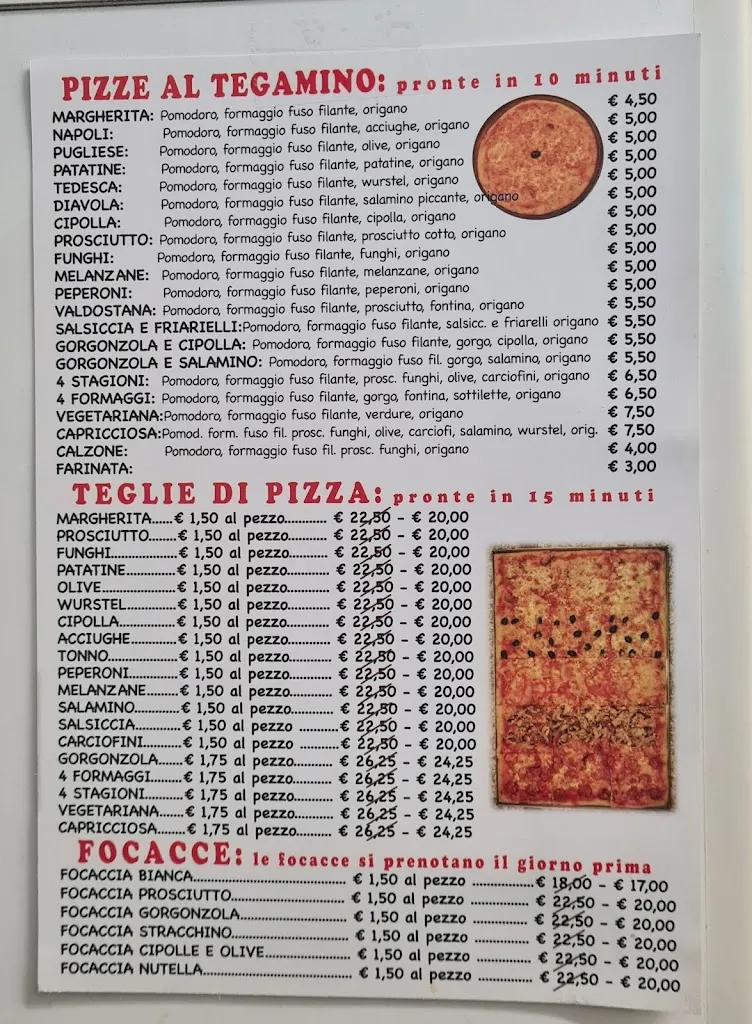 PIZZE AL TEGAMINO: pronte in 10 minuti
MARGHERITA: Pomodoro, formaggio fuso filante, origano € 4,50
NAPOLI: Pomodoro, formaggio fuso filante, acciughe, origano € 5,00
PUGLIESE: Pomodoro, formaggio fuso filante, olive, origano € 5,00
PATATINE: Pomodoro, formaggio fuso filante, patatine, origano € 5,00
TEDESCA: Pomodoro, formaggio fuso filante, wurstel, origano € 5,00
DIAVOLA: Pomodoro, formaggio fuso filante, salamino piccante, origano € 5,00
CIPOLLA: Pomodoro, formaggio fuso filante, cipolla, origano € 5,00
PROSCIUTTO: Pomodoro, formaggio fuso filante, prosciutto cotto, origano € 5,00
FUNGHI: Pomodoro, formaggio fuso filante, funghi, origano € 5,00
MELANZANE: Pomodoro, formaggio fuso filante, melanzane, origano € 5,00
PEPERONI: Pomodoro, formaggio fuso filante, peperoni, origano € 5,00
VALDOSTANA: Pomodoro, formaggio fuso filante, prosciutto, fontina, origano € 5,50
SALSICCIA E FRIARIELLI:Pomodoro, formaggio fuso filante, salsicc. e friarelli origano € 5,50
GORGONZOLA E CIPOLLA: Pomodoro, formaggio fuso filante, gorgo, cipolla, origano € 5,50
GORGONZOLA E SALAMINO: Pomodoro, formaggio fuso fil. gorgo, salamino, origano € 5,50
4 STAGIONI: Pomodoro, formaggio fuso filante, prosc. funghi, olive, carciofini, origano € 6,50
4 FORMAGGI: Pomodoro, formaggio fuso filante, gorgo, fontina, sottilette, origano € 6,50
VEGETARIANA:Pomodoro, formaggio fuso filante, verdure, origano € 7,50
CAPRICCIOSA:Pomod. form. fuso fil. prosc. funghi, olive, carciofi, salamino, wurstel, orig. € 7,50
CALZONE: Pomodoro, formaggio fuso fil. prosc. funghi, origano € 4,00
FARINATA: € 3,00
TEGLIE DI PIZZA: pronte in 15 minuti
MARGHERITA......€ 1,50 al pezzo........... € 22,50 - € 20,00
PROSCIUTTO.......€ 1,50 al pezzo........... € 22,50 - € 20,00
FUNGHI.................€ 1,50 al pezzo........... € 22,50 - € 20,00
PATATINE.............€ 1,50 al pezzo........... € 22,50 - € 20,00
OLIVE....................€ 1,50 al pezzo........... € 22,50 - € 20,00
WURSTEL.............€ 1,50 al pezzo........... € 22,50 - € 20,00
CIPOLLA...............€ 1,50 al pezzo........... € 22,50 - € 20,00
ACCIUGHE............€ 1,50 al pezzo........... € 22,50 - € 20,00
TONNO..................€ 1,50 al pezzo........... € 22,50 - € 20,00
PEPERONI.............€ 1,50 al pezzo........... € 22,50 - € 20,00
MELANZANE........€ 1,50 al pezzo........... € 22,50 - € 20,00
SALAMINO...........€ 1,50 al pezzo........... € 22,50 - € 20,00
SALSICCIA............€ 1,50 al pezzo ..........€ 22,50 - € 20,00
CARCIOFINI..........€ 1,50 al pezzo ..........€ 22,50 - € 20,00
GORGONZOLA......€ 1,75 al pezzo.......... € 26,25 - € 24,25
4 FORMAGGI........€ 1,75 al pezzo.......... € 26,25 - € 24,25
4 STAGIONI..........€ 1,75 al pezzo.......... € 26,25 - € 24,25
VEGETARIANA......€ 1,75 al pezzo.......... € 26,25 - € 24,25
CAPRICCIOSA.......€ 1,75 al pezzo.......... € 26,25 - € 24,25
FOCACCE: le focacce si prenotano il giorno prima
FOCACCIA BIANCA....................................... € 1,50 al pezzo ...............€ 18,00 - € 17,00
FOCACCIA PROSCIUTTO............................. € 1,50 al pezzo .............. € 22,50 - € 20,00
FOCACCIA GORGONZOLA........................... € 1,50 al pezzo .............. € 22,50 - € 20,00
FOCACCIA STRACCHINO............................. € 1,50 al pezzo .............. € 22,50 - € 20,00
FOCACCIA CIPOLLE E OLIVE...................... € 1,50 al pezzo .............. € 22,50 - € 20,00
FOCACCIA NUTELLA..................................... € 1,50 al pezzo .............. € 22,50 - € 20,00